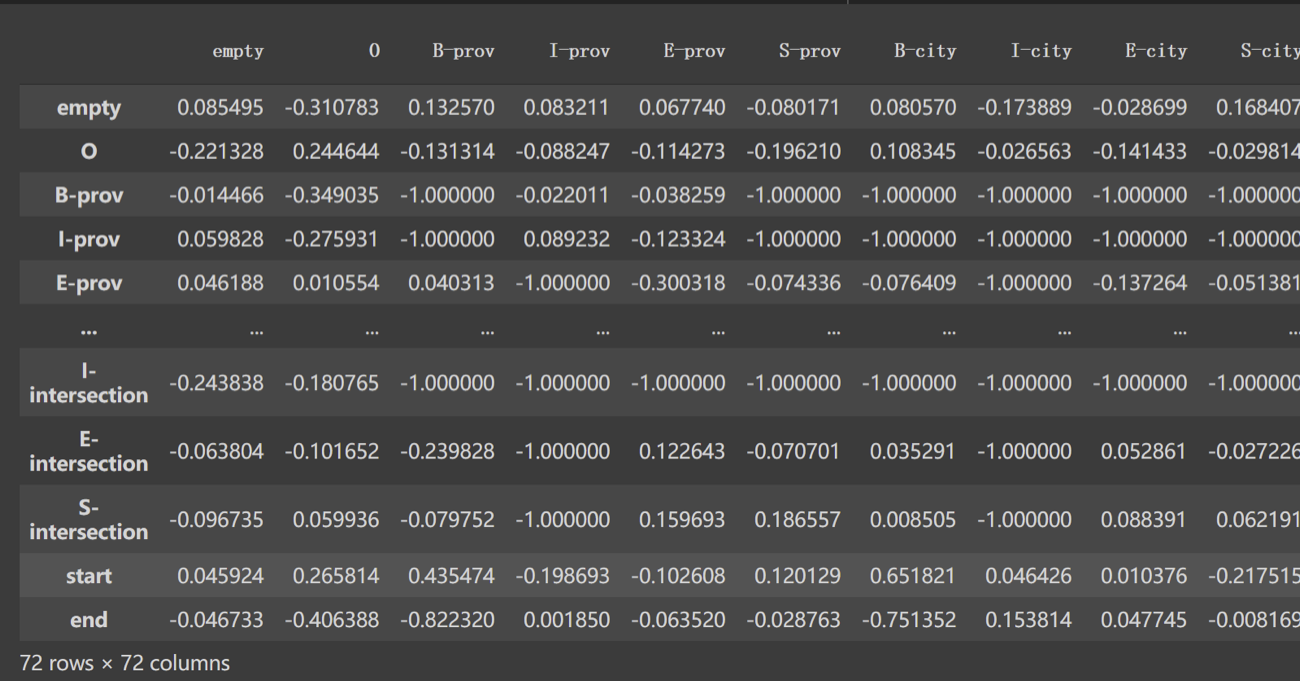 empty O B-prov I-prov E-prov S-prov B-city I-city E-city S-city
empty 0.085495 -0.310783 0.132570 0.083211 0.067740 -0.080171 0.080570 -0.173889 -0.028699 0.168407
O -0.221328 0.244644 -0.131314 -0.088247 -0.114273 -0.196210 0.108345 -0.026563 -0.141433 -0.029814
B-prov -0.014466 -0.349035 -1.000000 -0.022011 -0.038259 -1.000000 -1.000000 -1.000000 -1.000000 -1.000000
I-prov 0.059828 -0.275931 -1.000000 0.089232 -0.123324 -1.000000 -1.000000 -1.000000 -1.000000 -1.000000
E-prov 0.046188 0.010554 0.040313 -1.000000 -0.300318 -0.074336 -0.076409 -1.000000 -0.137264 -0.051381
... ... ... ... ... ... ... ... ... ... ...
I-
intersection -0.243838 -0.180765 -1.000000 -1.000000 -1.000000 -1.000000 -1.000000 -1.000000 -1.000000 -1.000000
E-
intersection -0.063804 -0.101652 -0.239828 -1.000000 0.122643 -0.070701 0.035291 -1.000000 0.052861 -0.027226
S-
intersection -0.096735 0.059936 -0.079752 -1.000000 0.159693 0.186557 0.008505 -1.000000 0.088391 0.062191
start 0.045924 0.265814 0.435474 -0.198693 -0.102608 0.120129 0.651821 0.046426 0.010376 -0.217515
end -0.046733 -0.406388 -0.822320 0.001850 -0.063520 -0.028763 -0.751352 0.153814 0.047745 -0.008169
72 rows × 72 columns